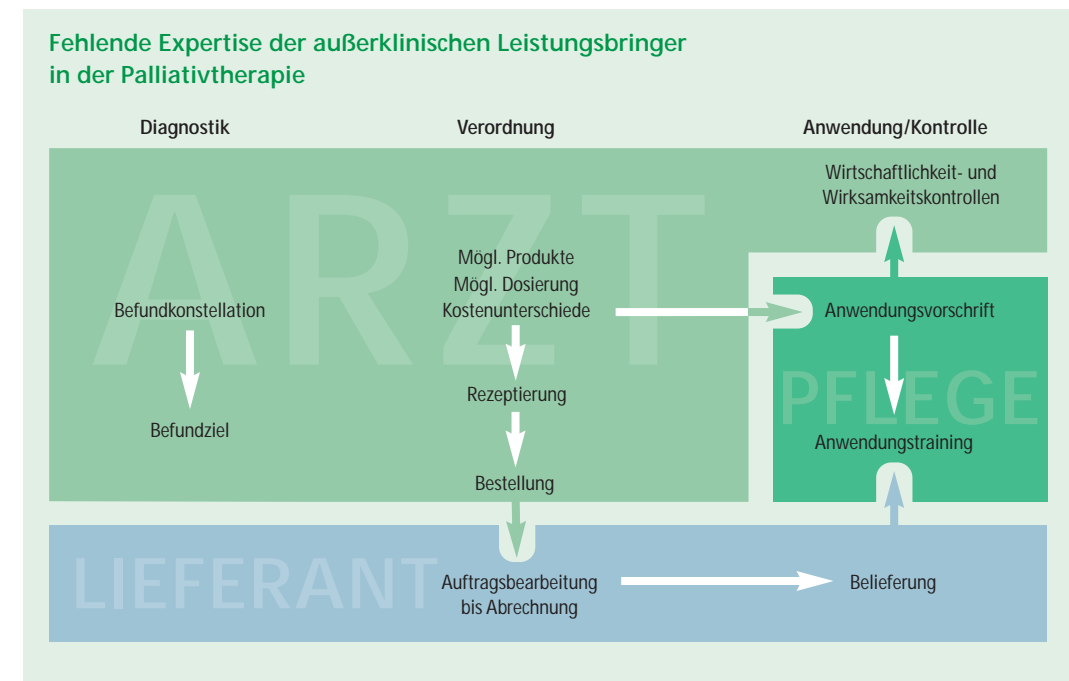 Fehlende Expertise der außerklinischen Leistungsbringer
in der Palliativtherapie
Diagnostik
Verordnung
Anwendung/Kontrolle
ARZT
Wirtschaftlichkeit- und
Wirksamkeitskontrollen
Mögl. Produkte
Mögl. Dosierung
Kostenunterschiede
Befundkonstellation
Anwendungsvorschrift
PFLEGE
Rezeptierung
Befundziel
Anwendungstraining
Bestellung
LIEFERANT
Auftragsbearbeitung
bis Abrechnung
Belieferung